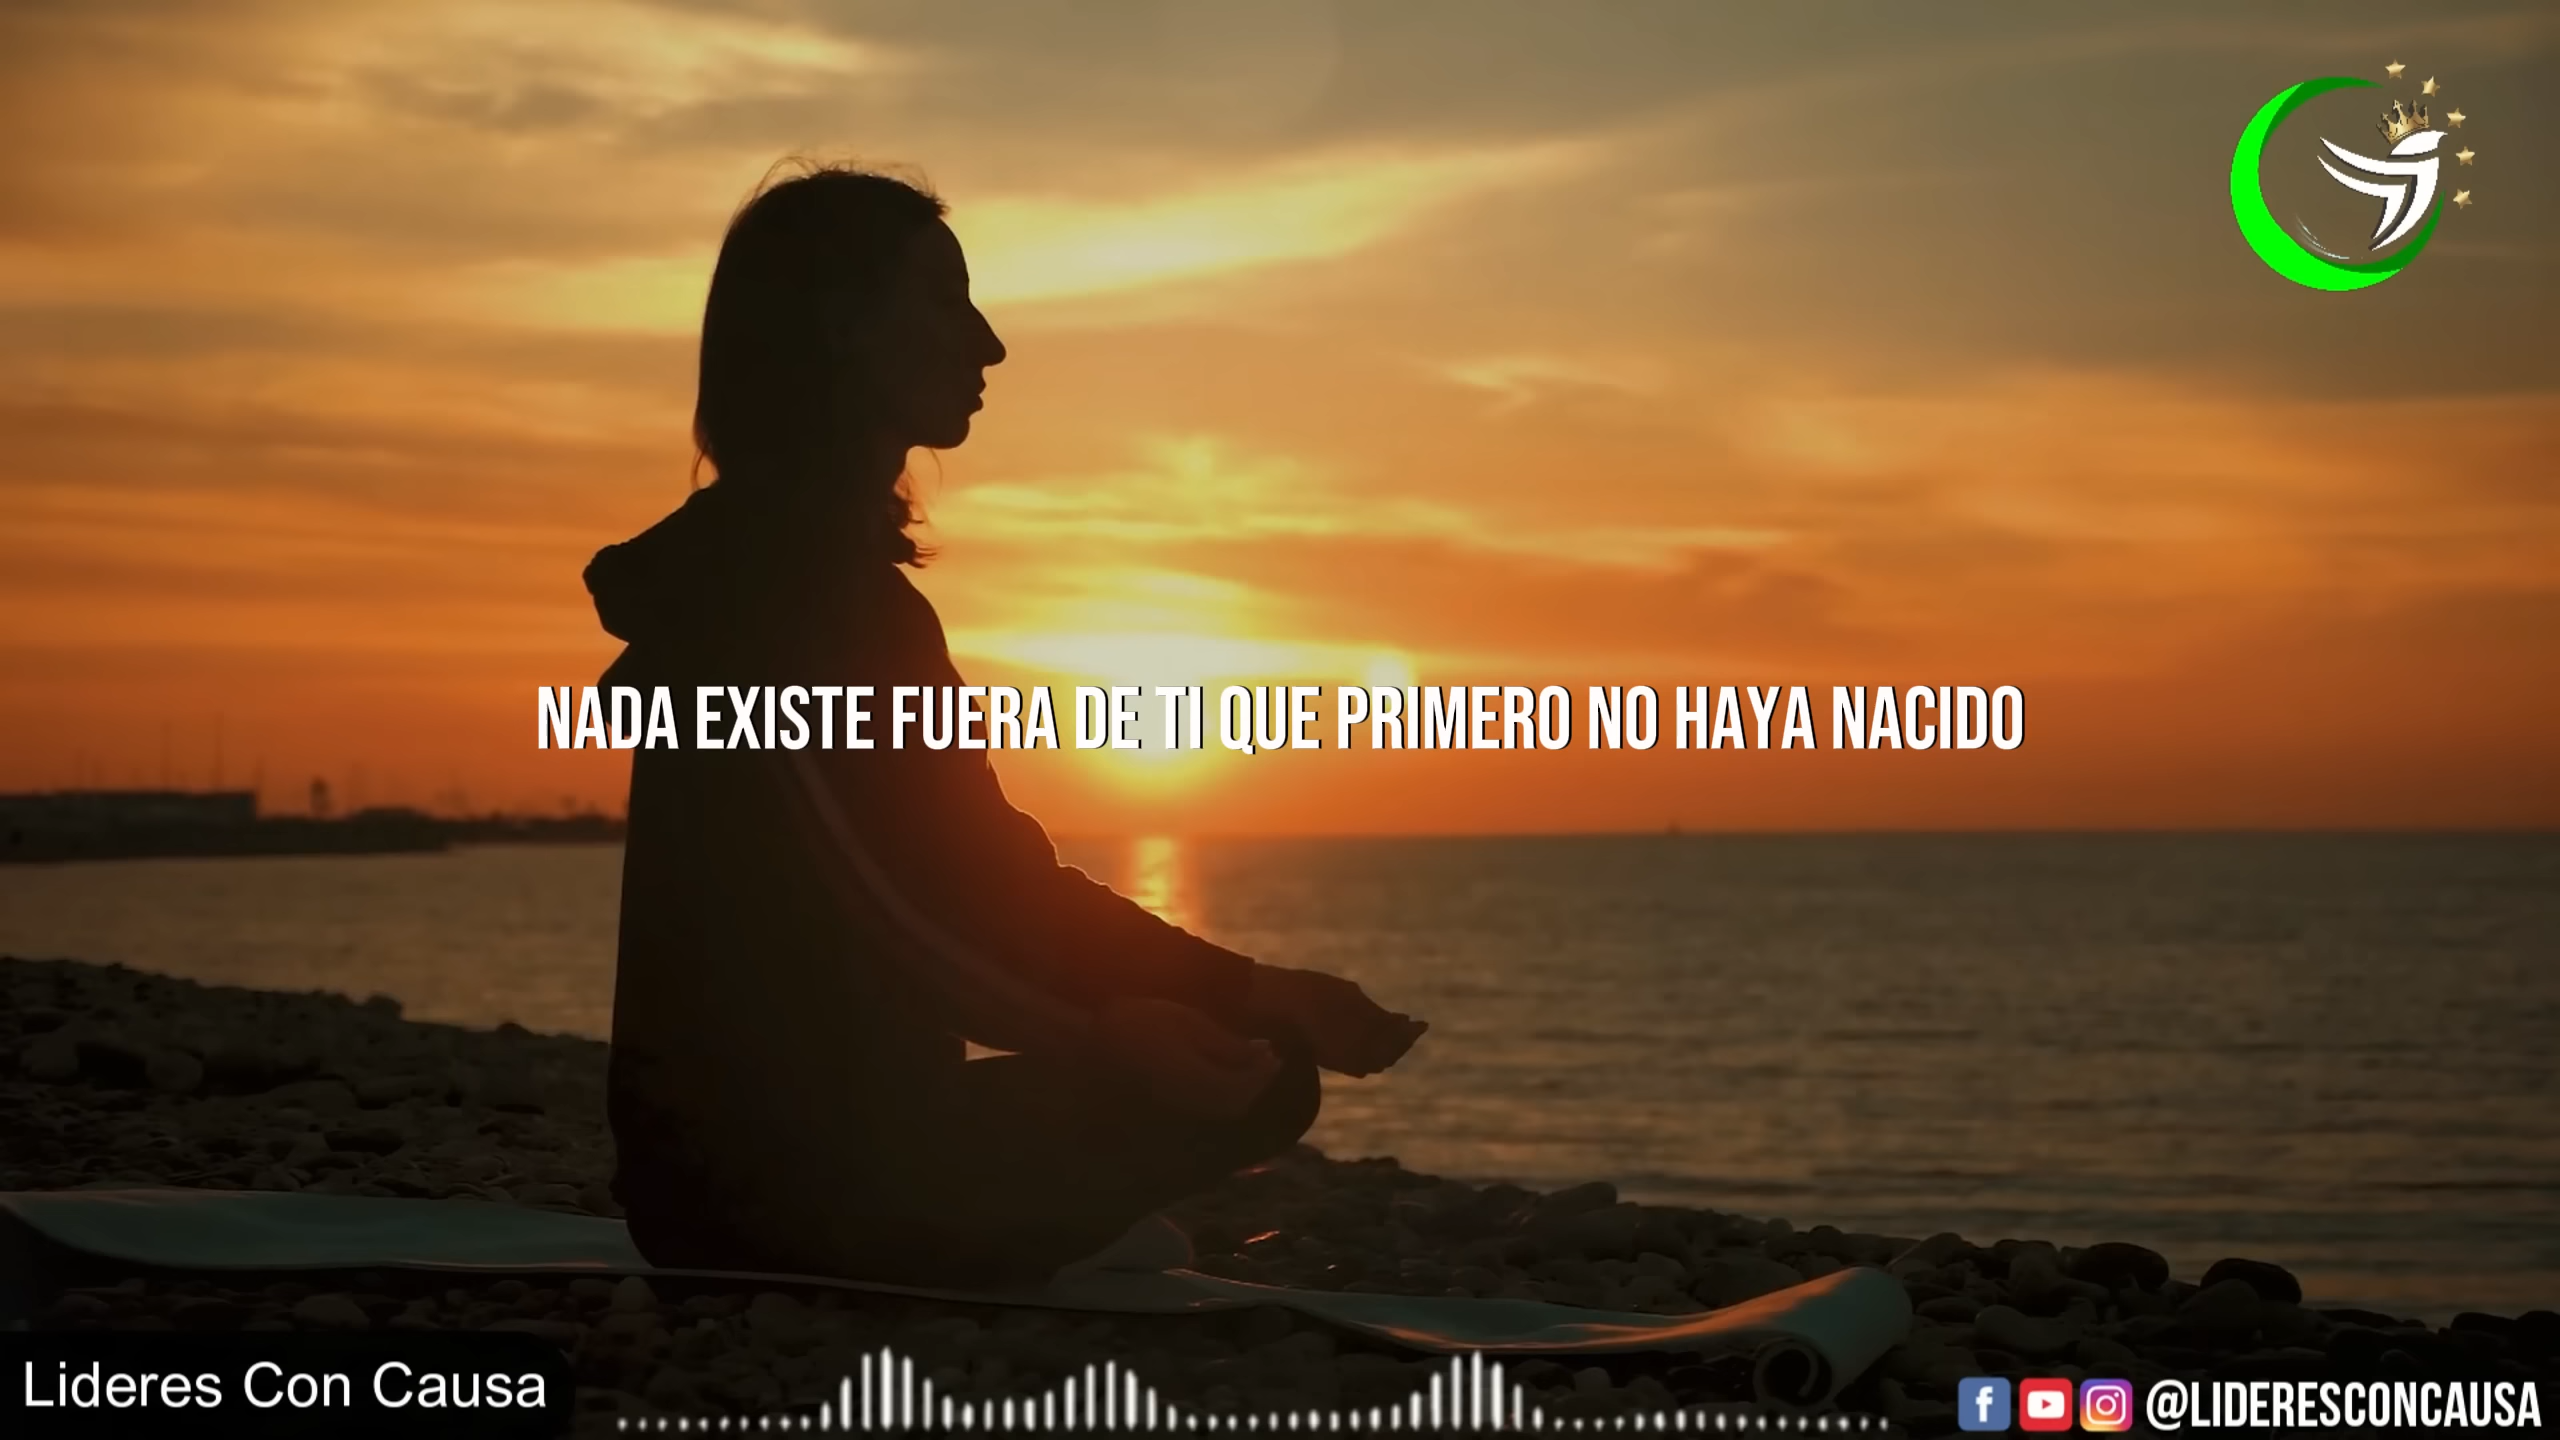 NADA EXISTE FUERA DE TI QUE PRIMERO NO HAYA NACIDO
Lideres Con Causa
@LIDERESCONCAUSA